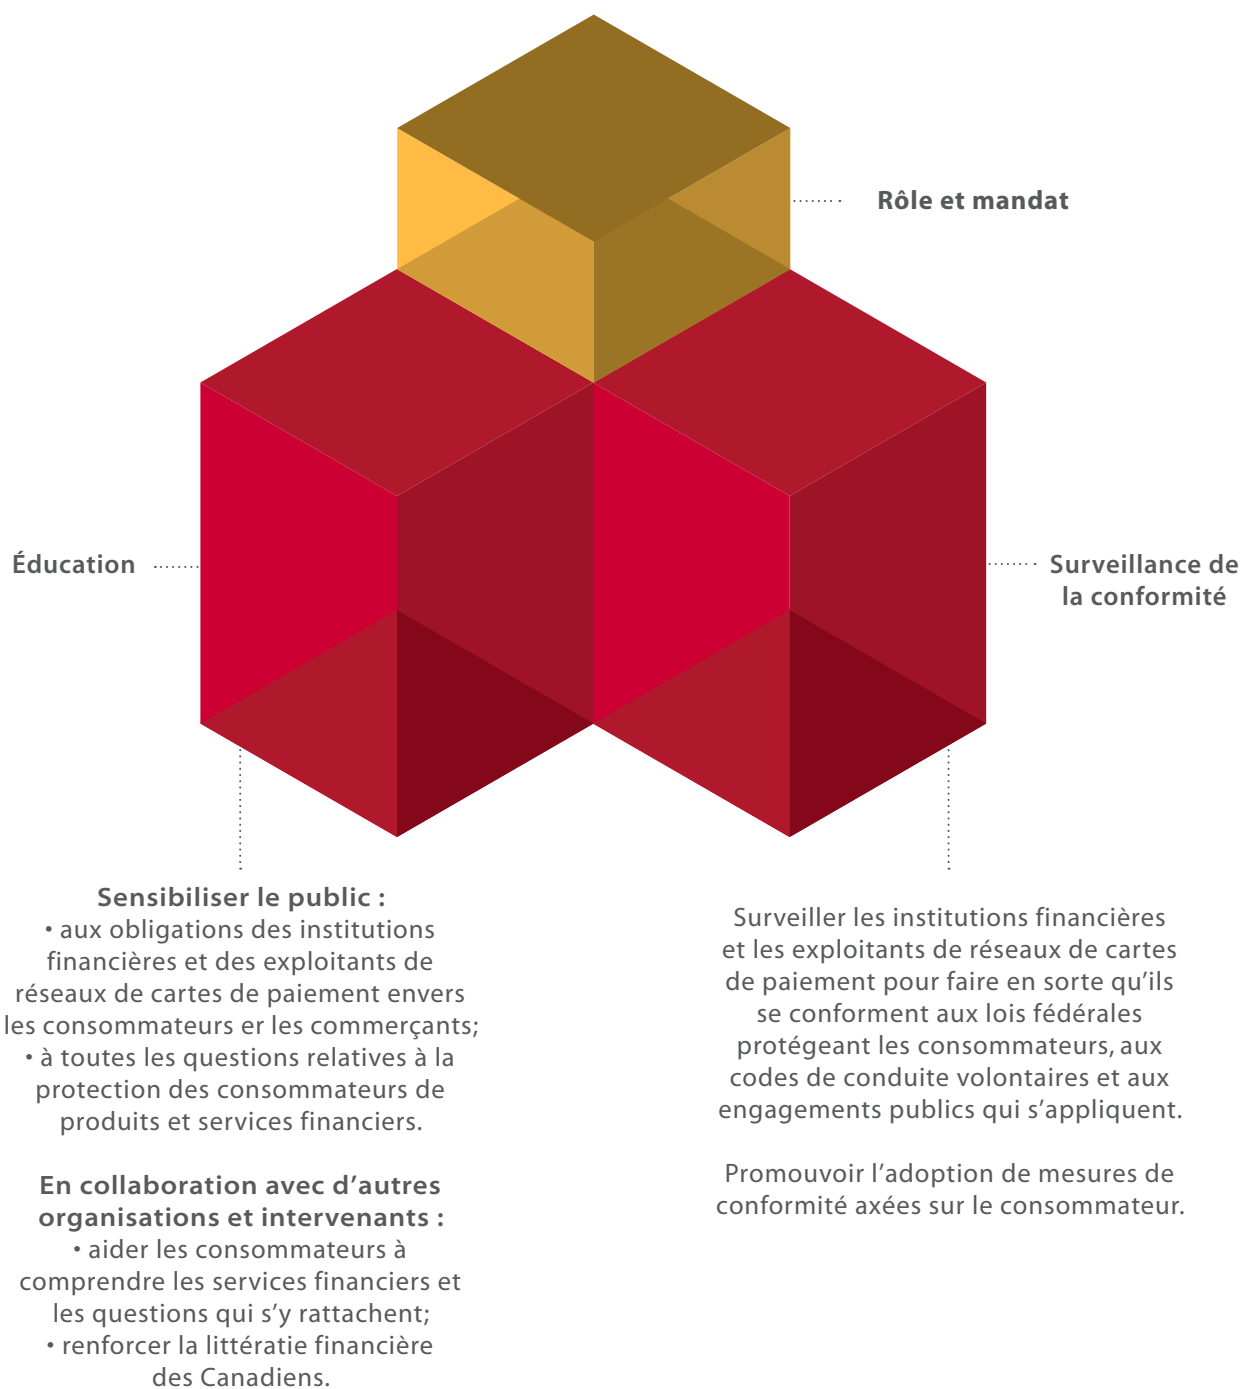 Rôle et mandat
Éducation
Surveillance de
la conformité
Sensibiliser le public :
• aux obligations des institutions
financières et des exploitants de
réseaux de cartes de paiement envers
les consommateurs er les commerçants;
• à toutes les questions relatives à la
protection des consommateurs de
produits et services financiers.
En collaboration avec d’autres
organisations et intervenants :
• aider les consommateurs à
comprendre les services financiers et
les questions qui s’y rattachent;
• renforcer la littératie financière
des Canadiens.
Surveiller les institutions financières
et les exploitants de réseaux de cartes
de paiement pour faire en sorte qu’ils
se conforment aux lois fédérales
protégeant les consommateurs, aux
codes de conduite volontaires et aux
engagements publics qui s’appliquent.
Promouvoir l’adoption de mesures de
conformité axées sur le consommateur.